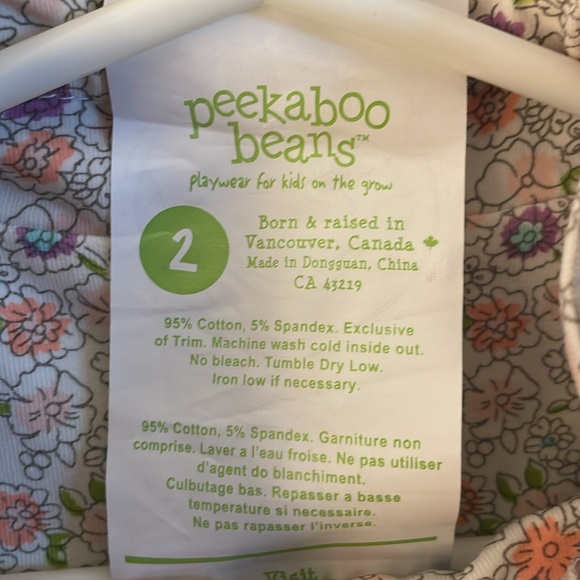 peekaboo
beans™
playwear for kids on the grow
2
Born & raised in
Vancouver, Canada
Made in Dongguan, China
CA 43219
95% Cotton, 5% Spandex. Exclusive
of Trim. Machine wash cold inside out.
No bleach. Tumble Dry Low.
Iron low if necessary.
95% Cotton, 5% Spandex. Garniture non
comprise. Laver a l'eau froise. Ne pas utiliser
d'agent do blanchiment.
Culbutage bas. Repasser a basse
temperature si necessaire.
Ne pas rapasser l'inverse.
Visit